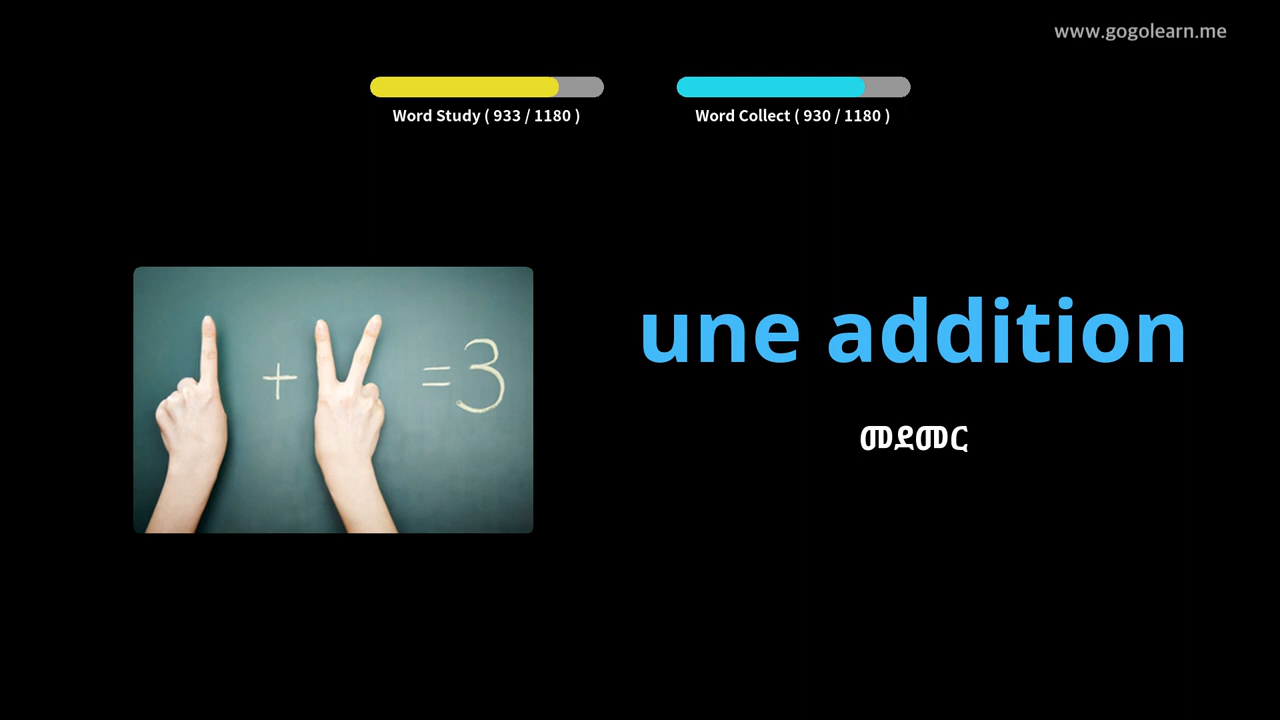 www.gogolearn.me
Word Study ( 933 / 1180 )
Word Collect ( 930 / 1180 )
+ =3
une addition
መደመር